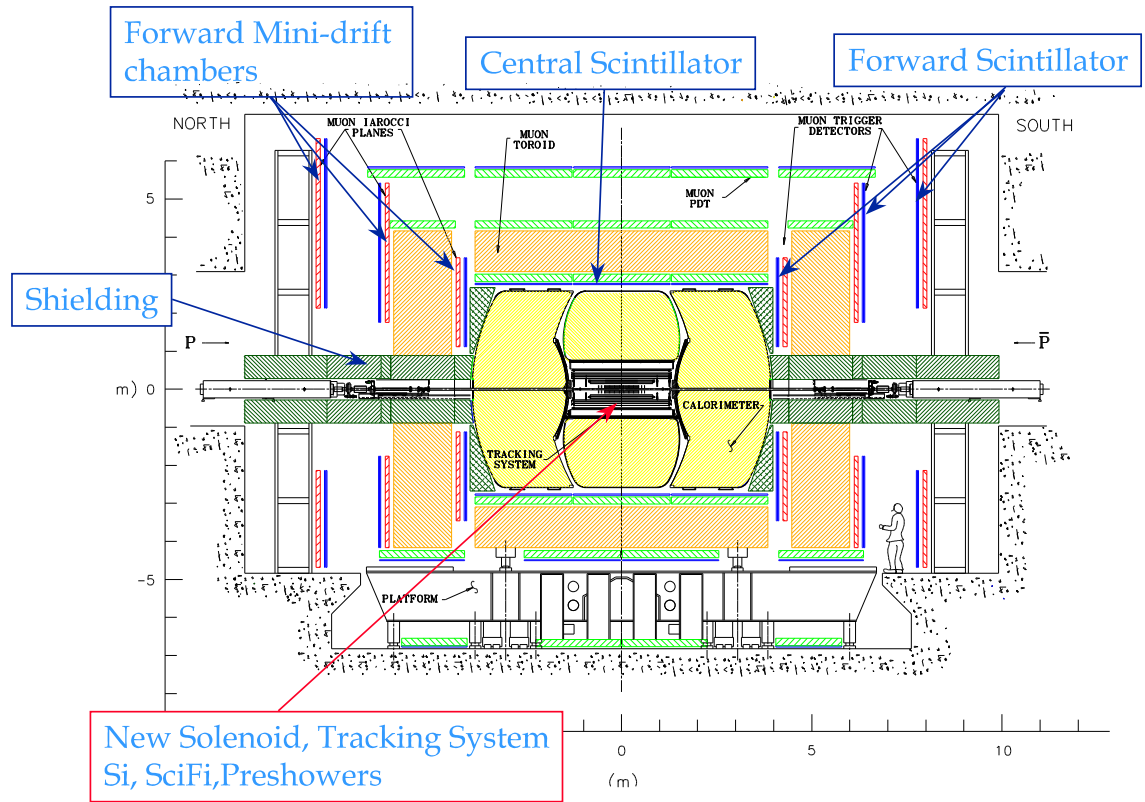 Forward Mini-drift
chambers
Central Scintillator
Forward Scintillator
NORTH
MUON IAROCCI
PLANES
MUON
TOROID
MUON TRIGGER
DETECTORS
SOUTH
5
MUON
PDT
Shielding
P
P̅
m) 0
CALORIMETER
TRACKING
SYSTEM
-5
PLATFORM
New Solenoid, Tracking System
Si, SciFi,Preshowers
0
5
10
(m)